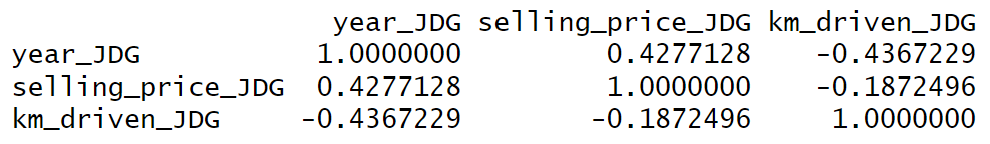 year_JDG selling_price_JDG km_driven_JDG
year_JDG 1.0000000 0.4277128 -0.4367229
selling_price_JDG 0.4277128 1.0000000 -0.1872496
km_driven_JDG -0.4367229 -0.1872496 1.0000000